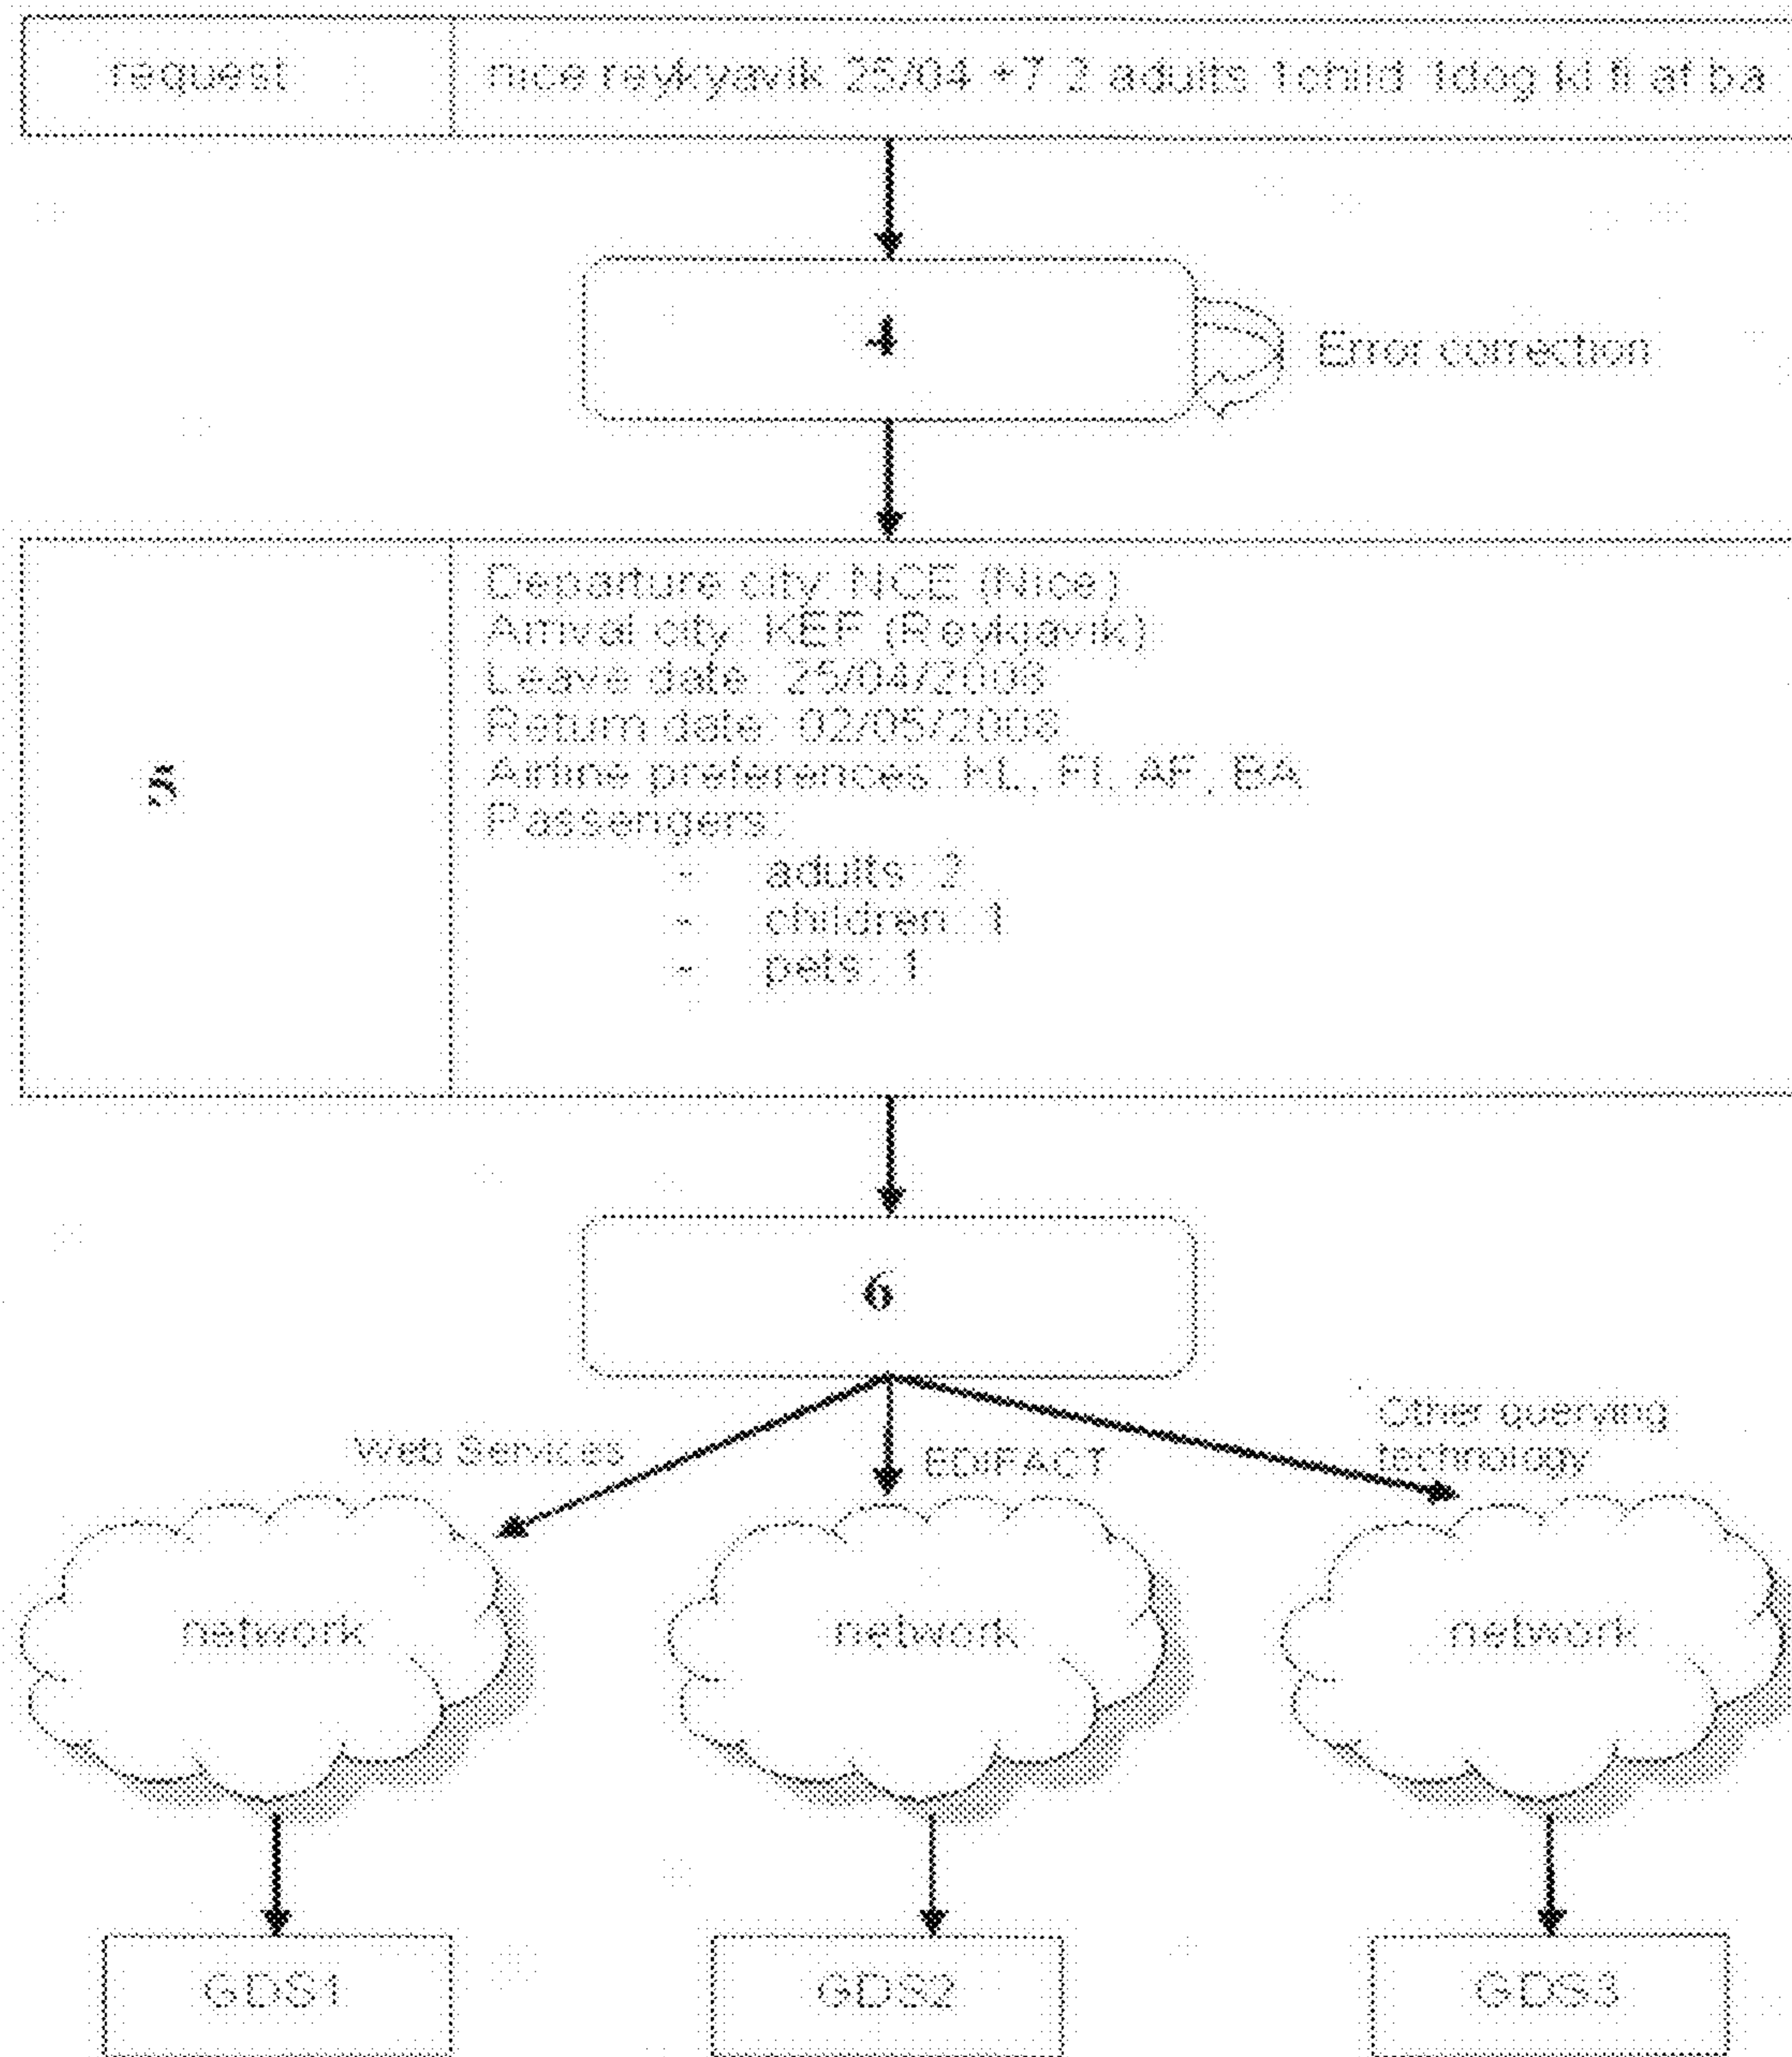 request
nice reykyavik 25/04 +7 2 adults 1child 1dog kl fi af ba
4
Error correction
5
Departure city: NCE (Nice)
Arrival city: KEF (Reykjavik)
Leave date: 25/04/2008
Return date: 02/05/2008
Airline preferences: KL, FI, AF, BA
Passengers:
- adults: 2
- children: 1
- pets: 1
6
Web Services
EDIFACT
Other querying
technology
network
network
network
GDS1
GDS2
GDS3